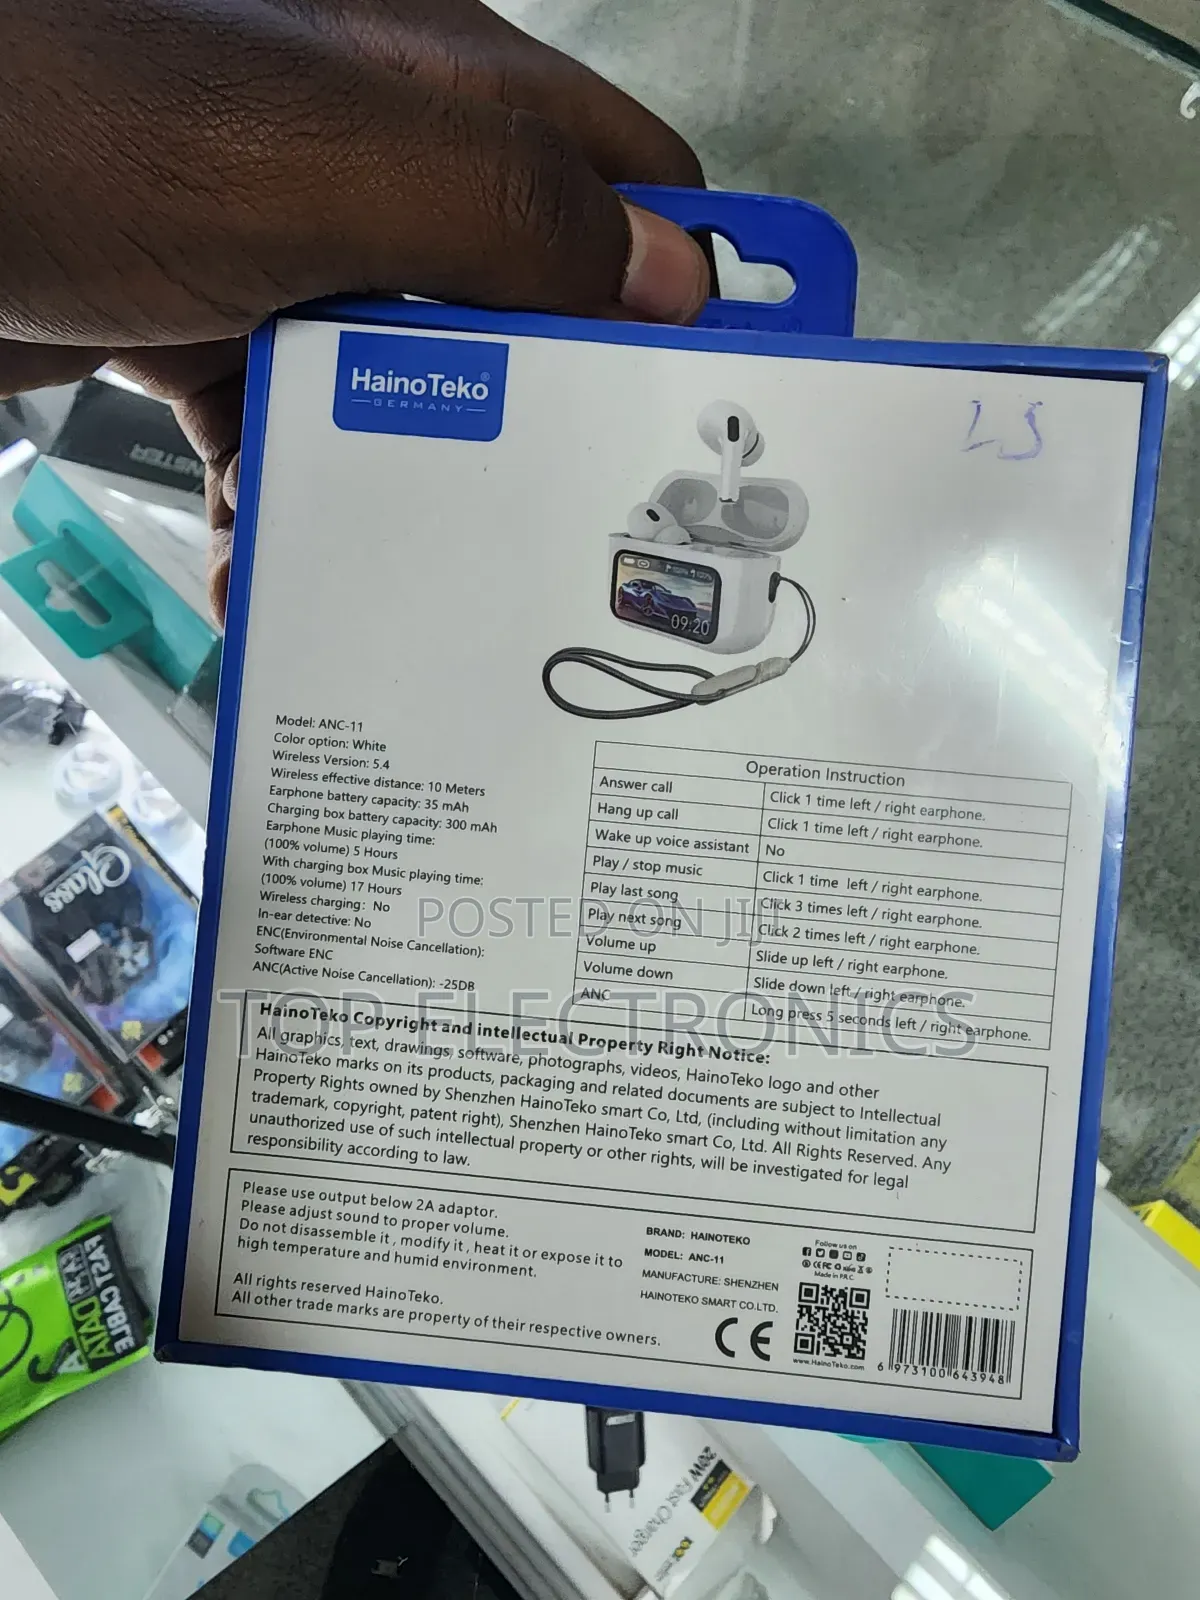 HainoTeko®
GERMANY
LS
09:20
Model: ANC-11
Color option: White
Wireless Version: 5.4
Wireless effective distance: 10 Meters
Earphone battery capacity: 35 mAh
Charging box battery capacity: 300 mAh
Earphone Music playing time:
(100% volume) 5 Hours
With charging box Music playing time:
(100% volume) 17 Hours
Wireless charging: No
In-ear detective: No
ENC(Environmental Noise Cancellation):
Software ENC
ANC(Active Noise Cancellation): -25DB
Operation Instruction
Answer call Click 1 time left / right earphone.
Hang up call Click 1 time left / right earphone.
Wake up voice assistant No
Play / stop music Click 1 time left / right earphone.
Play last song Click 3 times left / right earphone.
Play next song Click 2 times left / right earphone.
Volume up Slide up left / right earphone.
Volume down Slide down left / right earphone.
ANC Long press 5 seconds left / right earphone.
POSTED ON JIJI
TOP ELECTRONICS
HainoTeko Copyright and intellectual Property Right Notice:
All graphics, text, drawings, software, photographs, videos, HainoTeko logo and other
HainoTeko marks on its products, packaging and related documents are subject to Intellectual
Property Rights owned by Shenzhen HainoTeko smart Co, Ltd, (including without limitation any
trademark, copyright, patent right), Shenzhen HainoTeko smart Co, Ltd. All Rights Reserved. Any
unauthorized use of such intellectual property or other rights, will be investigated for legal
responsibility according to law.
Please use output below 2A adaptor.
Please adjust sound to proper volume.
Do not disassemble it , modify it , heat it or expose it to
high temperature and humid environment.
All rights reserved HainoTeko.
All other trade marks are property of their respective owners.
BRAND: HAINOTEKO
MODEL: ANC-11
MANUFACTURE: SHENZHEN
HAINOTEKO SMART CO.LTD.
CE
Follow us on
Made in P.R.C
www.HainoTeko.com
6 973100 643948
Glass
FAST CABLE
20W Fast Charger